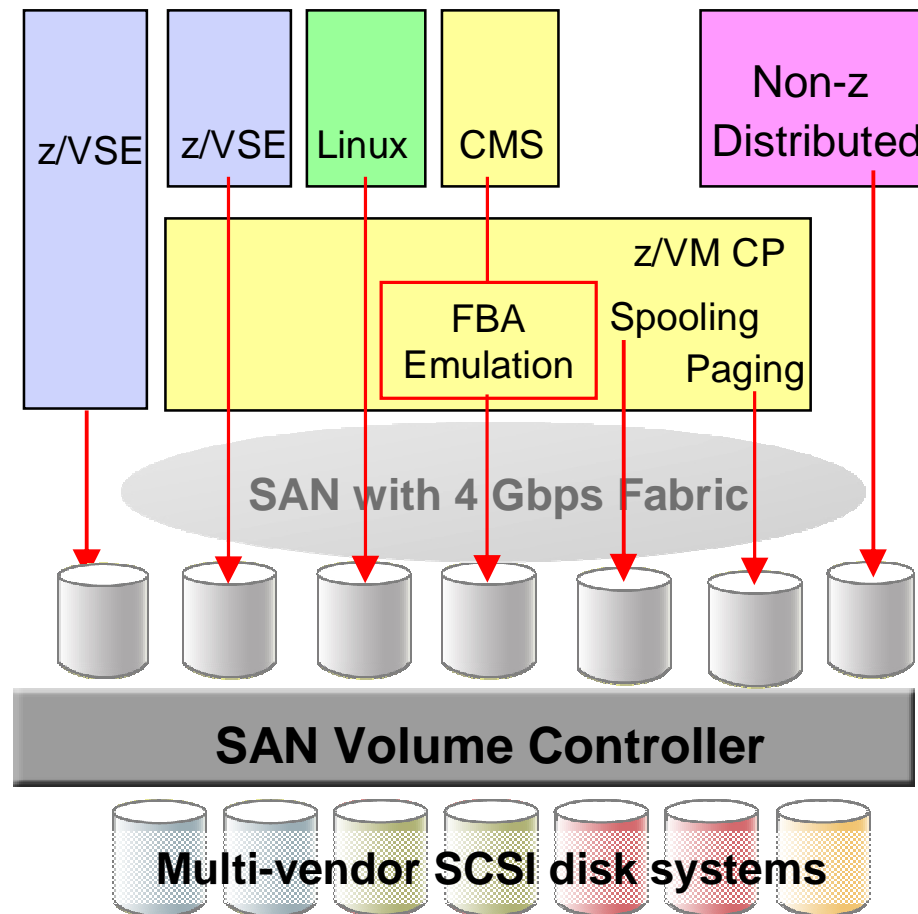 z/VSE
z/VSE
Linux
CMS
Non-z
Distributed
z/VM CP
FBA
Emulation
Spooling
Paging
SAN with 4 Gbps Fabric
SAN Volume Controller
Multi-vendor SCSI disk systems